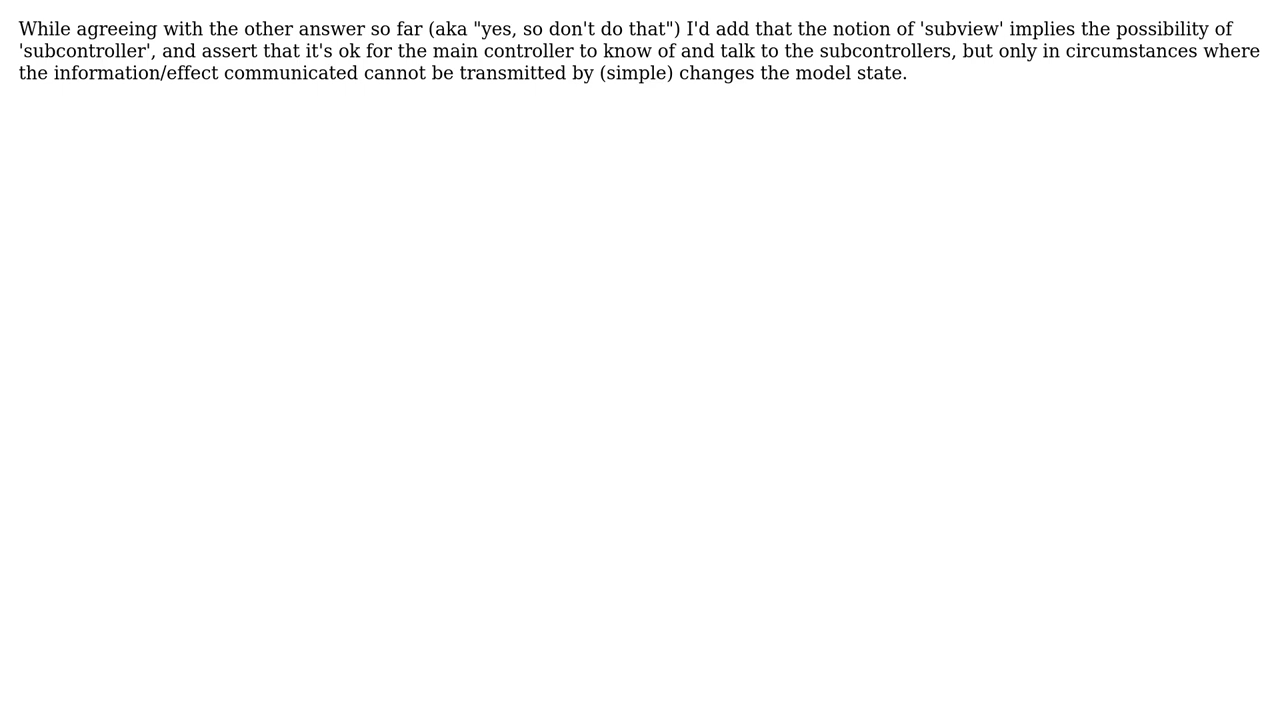 While agreeing with the other answer so far (aka "yes, so don't do that") I'd add that the notion of 'subview' implies the possibility of
'subcontroller', and assert that it's ok for the main controller to know of and talk to the subcontrollers, but only in circumstances where
the information/effect communicated cannot be transmitted by (simple) changes the model state.